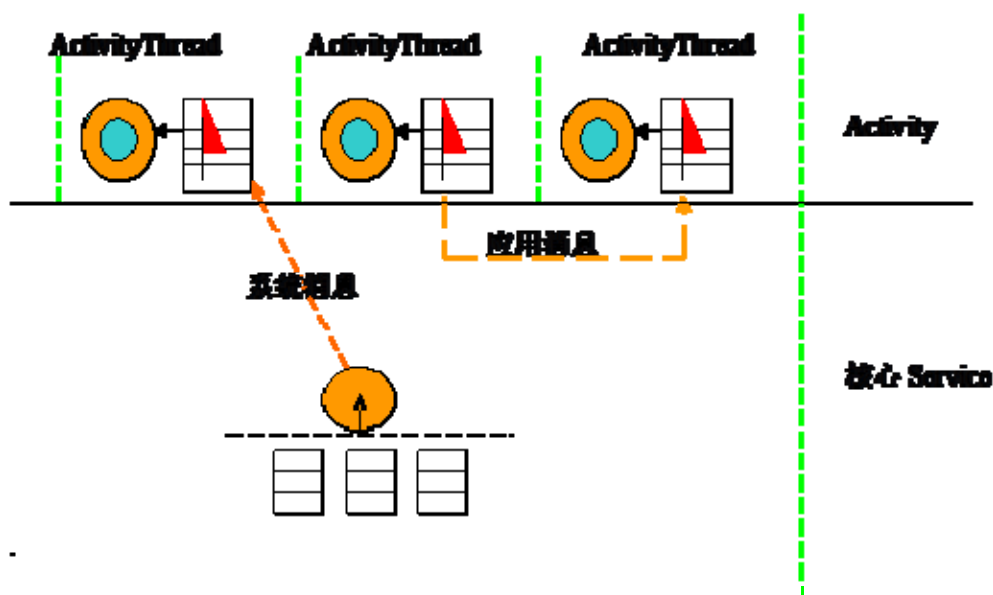 ActivityThread
ActivityThread
ActivityThread
Activity
应用消息
系统消息
核心 Service